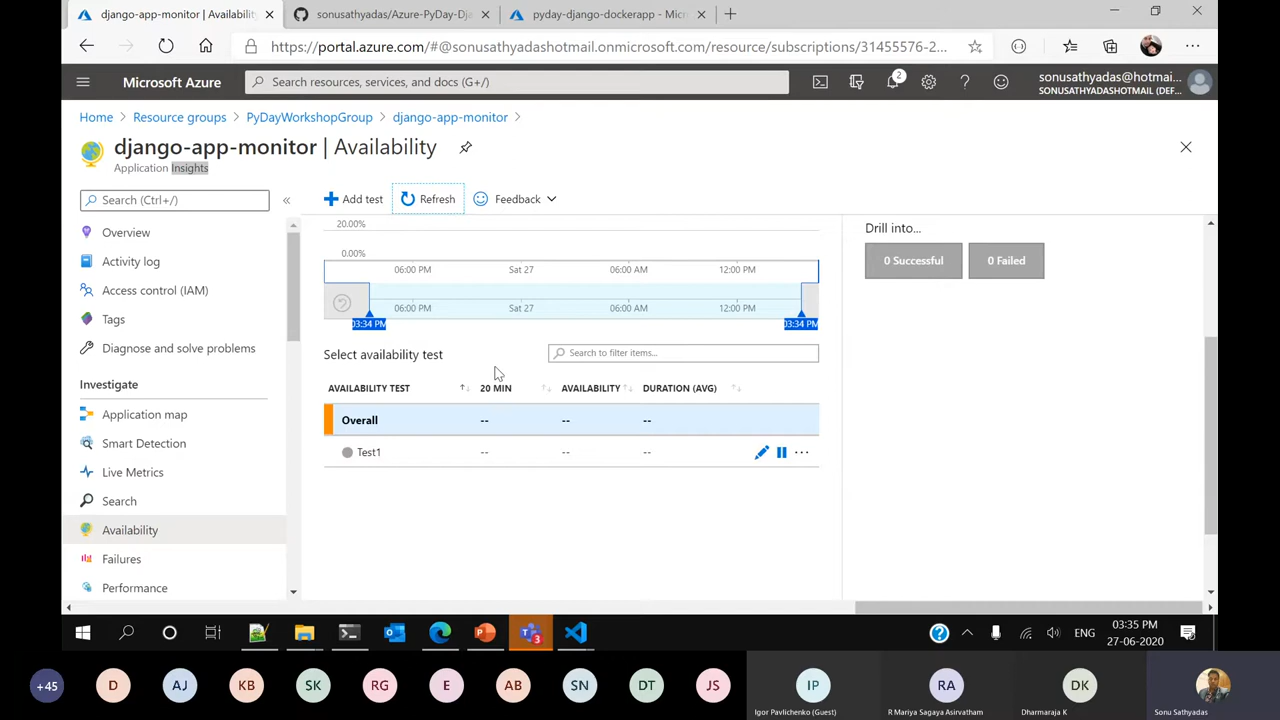 django-app-monitor | Availability
sonusathyadas/Azure-PyDay-Dja
pyday-django-dockerapp - Micr
https://portal.azure.com/#@sonusathyadashotmail.onmicrosoft.com/resource/subscriptions/31455576-2...
Microsoft Azure
Search resources, services, and docs (G+/)
2
sonusathyadas@hotmai...
SONUSATHYADASHOTMAIL (DEF...
Home > Resource groups > PyDayWorkshopGroup > django-app-monitor >
django-app-monitor | Availability
Application Insights
Search (Ctrl+/)
«
Add test
Refresh
Feedback
Overview
Activity log
Access control (IAM)
Tags
Diagnose and solve problems
Investigate
Application map
Smart Detection
Live Metrics
Search
Availability
Failures
Performance
20.00%
0.00%
06:00 PM Sat 27 06:00 AM 12:00 PM
06:00 PM Sat 27 06:00 AM 12:00 PM
03:34 PM 03:34 PM
Select availability test
Search to filter items...
AVAILABILITY TEST 20 MIN AVAILABILITY DURATION (AVG)
Overall -- -- --
Test1 -- -- -- ...
Drill into...
0 Successful
0 Failed
3
ENG
03:35 PM
27-06-2020
+45
D
AJ
KB
SK
RG
E
AB
SN
DT
JS
IP
Igor Pavlichenko (Guest)
RA
R Mariya Sagaya Asirvatham
DK
Dharmaraja K
Sonu Sathyadas